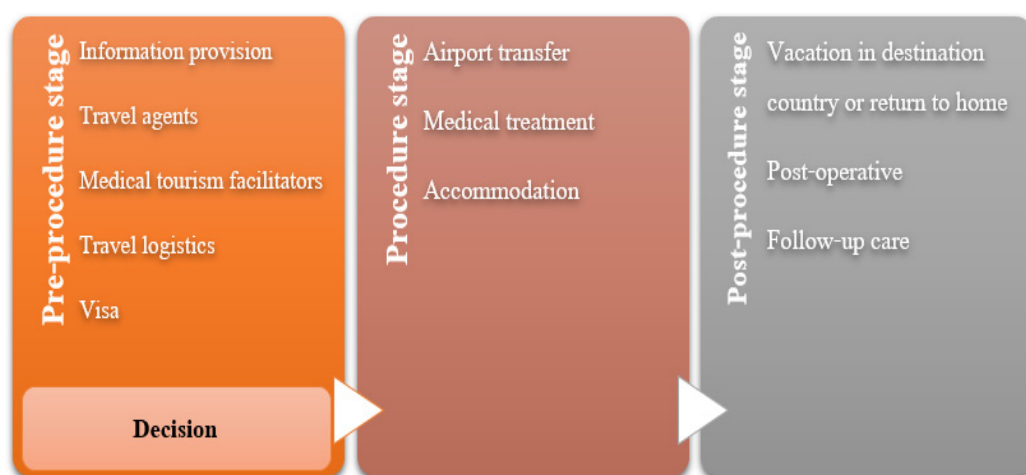 Pre-procedure stage
Information provision
Travel agents
Medical tourism facilitators
Travel logistics
Visa
Decision
Procedure stage
Airport transfer
Medical treatment
Accommodation
Post-procedure stage
Vacation in destination
country or return to home
Post-operative
Follow-up care